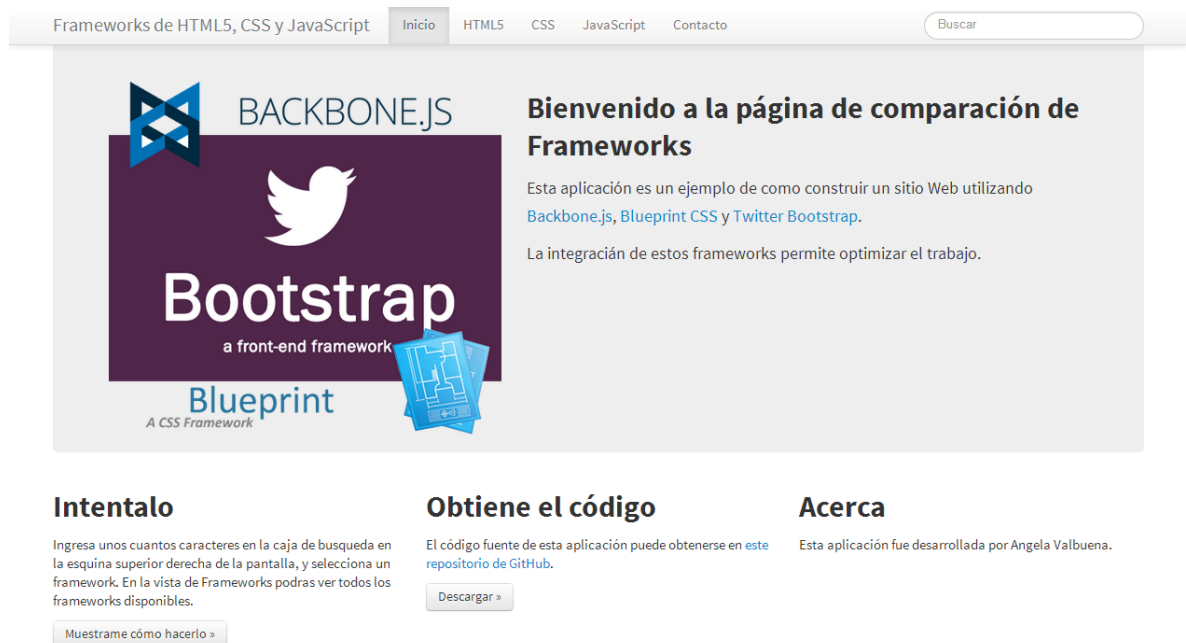 Frameworks de HTML5, CSS y JavaScript Inicio HTML5 CSS JavaScript Contacto Buscar
BACKBONE.JS
Bootstrap
a front-end framework
Blueprint
A CSS Framework
Bienvenido a la página de comparación de
Frameworks
Esta aplicación es un ejemplo de como construir un sitio Web utilizando
Backbone.js, Blueprint CSS y Twitter Bootstrap.
La integracián de estos frameworks permite optimizar el trabajo.
Intentalo
Ingresa unos cuantos caracteres en la caja de busqueda en
la esquina superior derecha de la pantalla, y selecciona un
framework. En la vista de Frameworks podras ver todos los
frameworks disponibles.
Muestrame cómo hacerlo »
Obtiene el código
El código fuente de esta aplicación puede obtenerse en este
repositorio de GitHub.
Descargar »
Acerca
Esta aplicación fue desarrollada por Angela Valbuena.